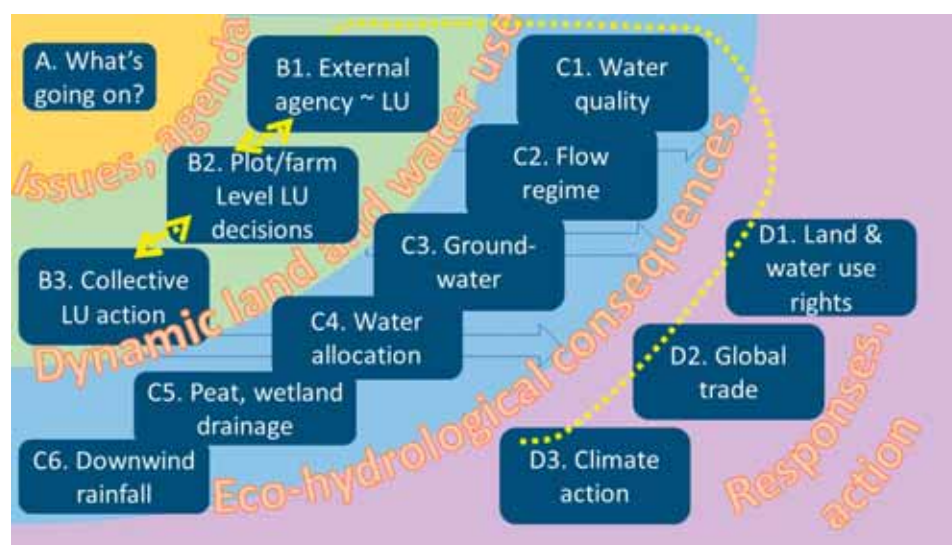 A. What's
going on?
Issues, agenda
B1. External
agency ~ LU
B2. Plot/farm
Level LU
decisions
B3. Collective
LU action
Dynamic land and water use
C1. Water
quality
C2. Flow
regime
C3. Ground-
water
C4. Water
allocation
C5. Peat, wetland
drainage
C6. Downwind
rainfall
Eco-hydrological consequences
D1. Land &
water use
rights
D2. Global
trade
D3. Climate
action
Responses,
action